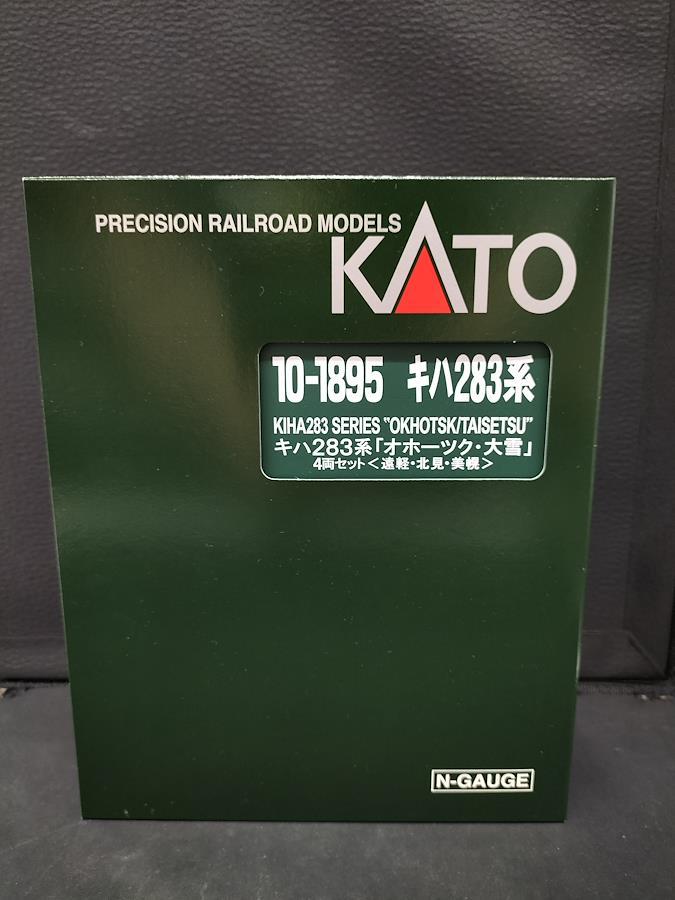 PRECISION RAILROAD MODELS
KATO
10-1895 キハ283系
KIHA283 SERIES "OKHOTSK/TAISETSU"
キハ283系「オホーツク・大雪」
4両セット<遠軽・北見・美幌>
N-GAUGE